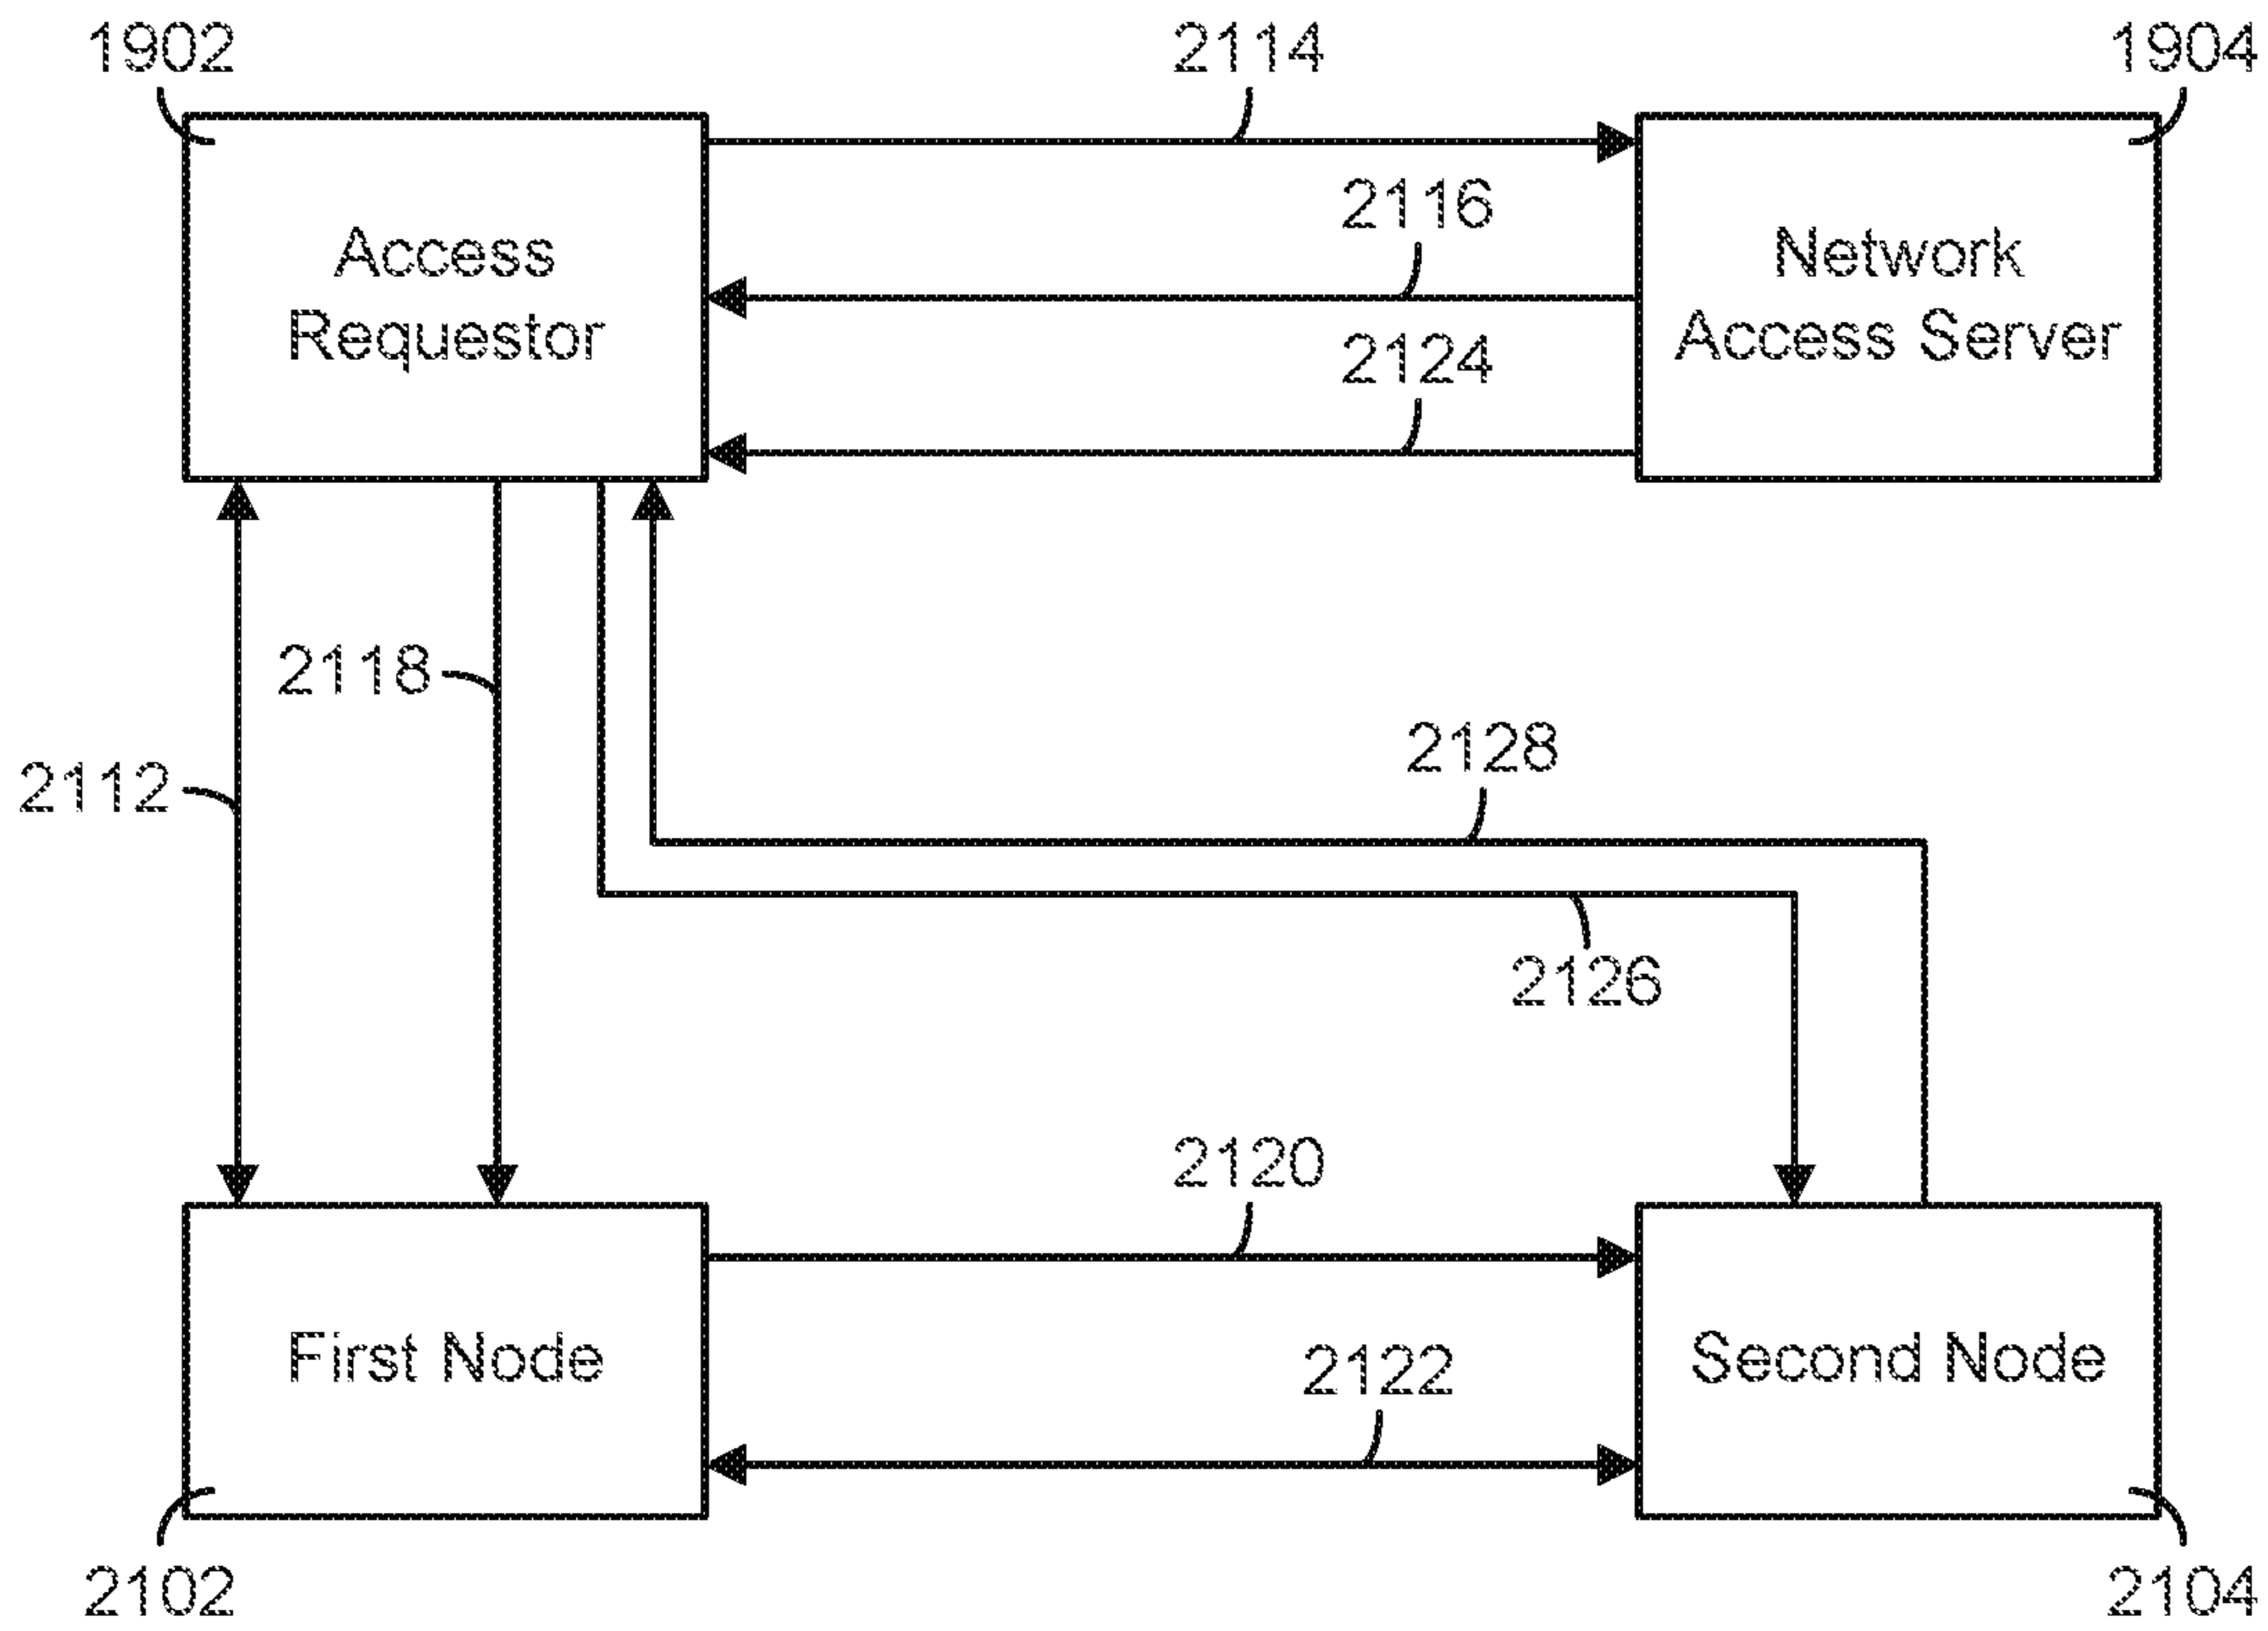 1902
2114
1904
2116
Access
Requestor
Network
Access Server
2124
2118
2128
2112
2126
2120
First Node
2122
Second Node
2102
2104